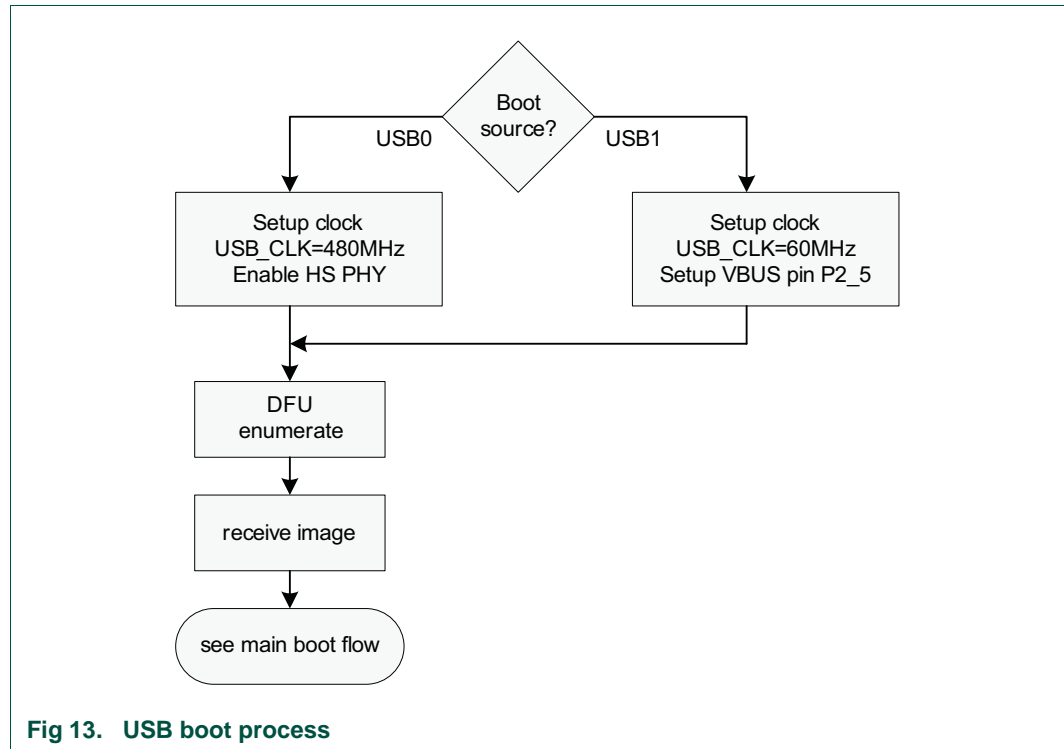 Boot
source?
USB0
USB1
Setup clock
USB_CLK=480MHz
Enable HS PHY
Setup clock
USB_CLK=60MHz
Setup VBUS pin P2_5
DFU
enumerate
receive image
see main boot flow
Fig 13. USB boot process